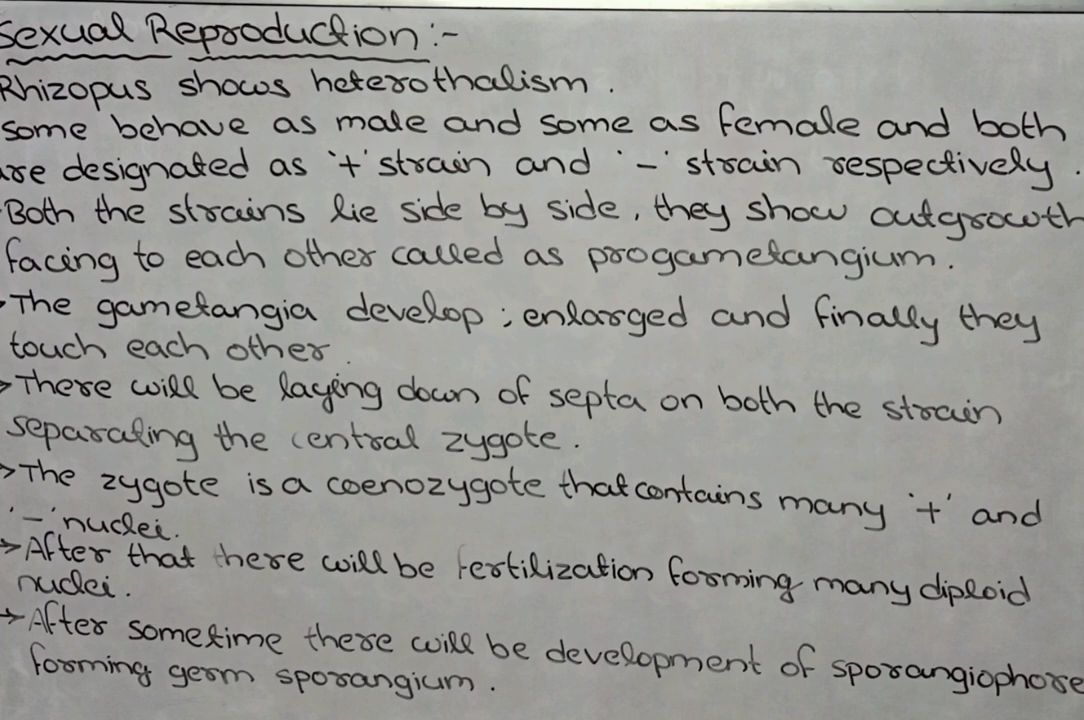 Sexual Reproduction :-
Rhizopus shows heterothalism .
some behave as male and some as female and both
are designated as '+' strain and '-' strain respectively .
Both the strains lie side by side , they show outgrowth
facing to each other called as progametangium .
The gametangia develop ; enlarged and finally they
touch each other .
→ There will be laying down of septa on both the strain
separating the central zygote .
→ The zygote is a coenozygote that contains many '+' and
'-' nuclei .
→ After that there will be fertilization forming many diploid
nuclei .
→ After sometime there will be development of sporangiophore
forming germ sporangium .